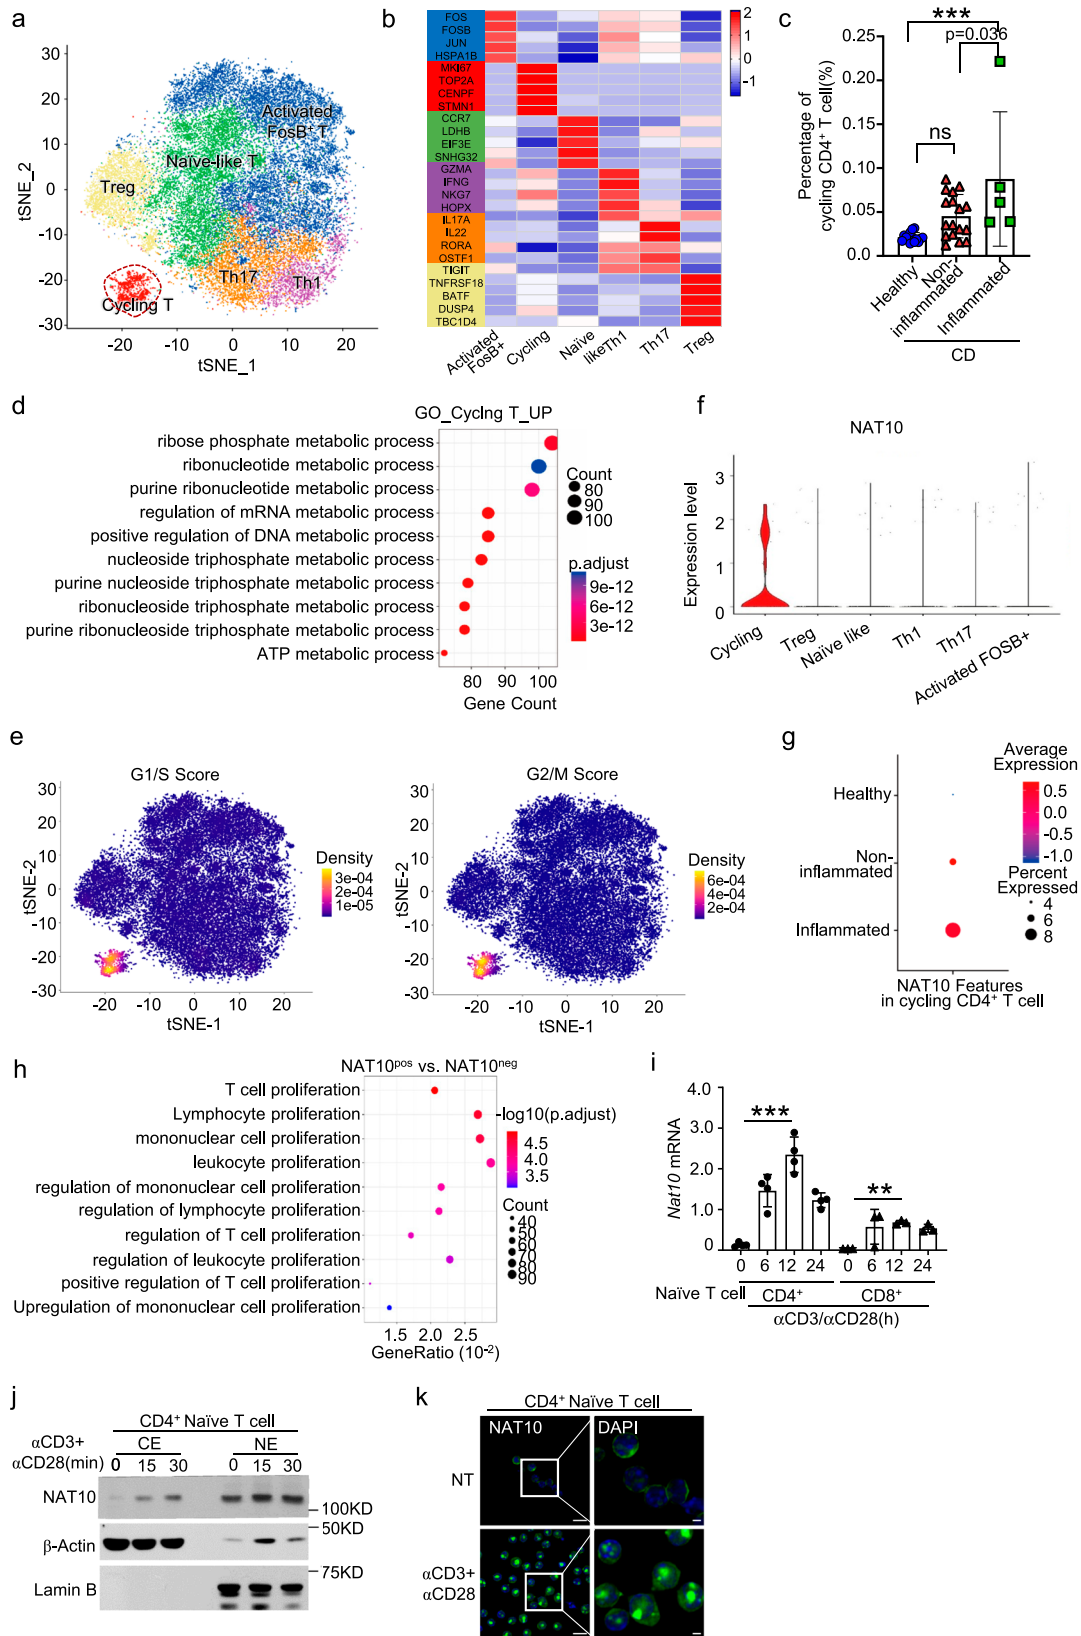 a
30
20
10
0
-10
-20
-30
tSNE_2
Activated
FosB+ T
Naïve-like T
Treg
Th17
Th1
Cycling T
-20 -10 0 10 20
tSNE_1
b
FOS
FOSB
JUN
HSPA1B
MKI67
TOP2A
CENPF
STMN1
CCR7
LDHB
EIF3E
SNHG32
GZMA
IFNG
NKG7
HOPX
IL17A
IL22
RORA
OSTF1
TIGIT
TNFRSF18
BATF
DUSP4
TBC1D4
2
1
0
-1
Activated
FosB+
Cycling
Naïve
likeTh1
Th17
Treg
c
***
p=0.036
ns
0.25
0.20
0.15
0.10
0.05
0.0
Percentage of
cycling CD4+ T cell(%)
Healthy
Non-
inflammated
Inflammated
CD
d
GO_Cyclng T_UP
ribose phosphate metabolic process
ribonucleotide metabolic process
purine ribonucleotide metabolic process
regulation of mRNA metabolic process
positive regulation of DNA metabolic process
nucleoside triphosphate metabolic process
purine nucleoside triphosphate metabolic process
ribonucleoside triphosphate metabolic process
purine ribonucleoside triphosphate metabolic process
ATP metabolic process
80 90 100
Gene Count
Count
80
90
100
p.adjust
9e-12
6e-12
3e-12
f
NAT10
Expression level
3
2
1
0
Cycling
Treg
Naïve like
Th1
Th17
Activated FOSB+
e
G1/S Score
30
20
10
0
-10
-20
-30
tSNE-2
-20 -10 0 10 20
tSNE-1
Density
3e-04
2e-04
1e-05
G2/M Score
30
20
10
0
-10
-20
-30
tSNE-2
-20 -10 0 10 20
tSNE-1
Density
6e-04
4e-04
2e-04
g
Healthy
Non-
inflammated
Inflammated
NAT10 Features
in cycling CD4+ T cell
Average
Expression
0.5
0.0
-0.5
-1.0
Percent
Expressed
4
6
8
h
NAT10pos vs. NAT10neg
T cell proliferation
Lymphocyte proliferation
mononuclear cell proliferation
leukocyte proliferation
regulation of mononuclear cell proliferation
regulation of lymphocyte proliferation
regulation of T cell proliferation
regulation of leukocyte proliferation
positive regulation of T cell proliferation
Upregulation of mononuclear cell proliferation
1.5 2.0 2.5
GeneRatio (10-2)
-log10(p.adjust)
4.5
4.0
3.5
Count
40
50
60
70
80
90
i
4.0
3.0
2.0
1.0
0
Nat10 mRNA
***
**
0 6 12 24 0 6 12 24
Naïve T cell CD4+ CD8+
αCD3/αCD28(h)
j
CD4+ Naïve T cell
αCD3+ CE NE
αCD28(min) 0 15 30 0 15 30
NAT10
100KD
50KD
β-Actin
75KD
Lamin B
k
CD4+ Naïve T cell
NAT10 DAPI
NT
αCD3+
αCD28